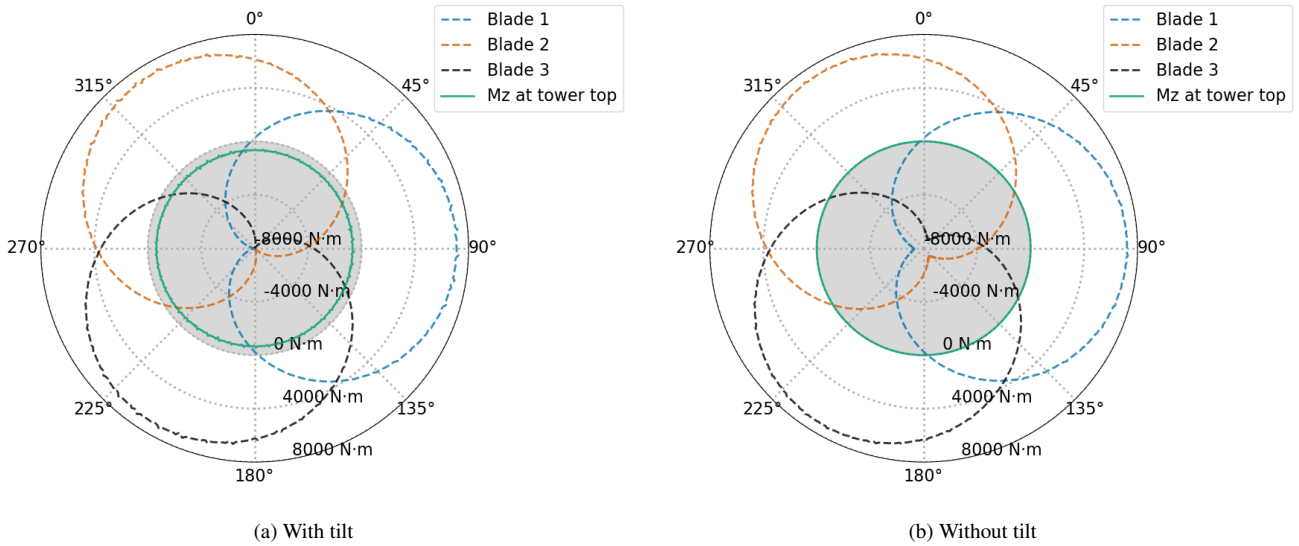 0°
45°
90°
135°
180°
225°
270°
315°
-8000 N·m
-4000 N·m
0 N·m
4000 N·m
8000 N·m
Blade 1
Blade 2
Blade 3
Mz at tower top
(a) With tilt
0°
45°
90°
135°
180°
225°
270°
315°
-8000 N·m
-4000 N·m
0 N·m
4000 N·m
8000 N·m
Blade 1
Blade 2
Blade 3
Mz at tower top
(b) Without tilt